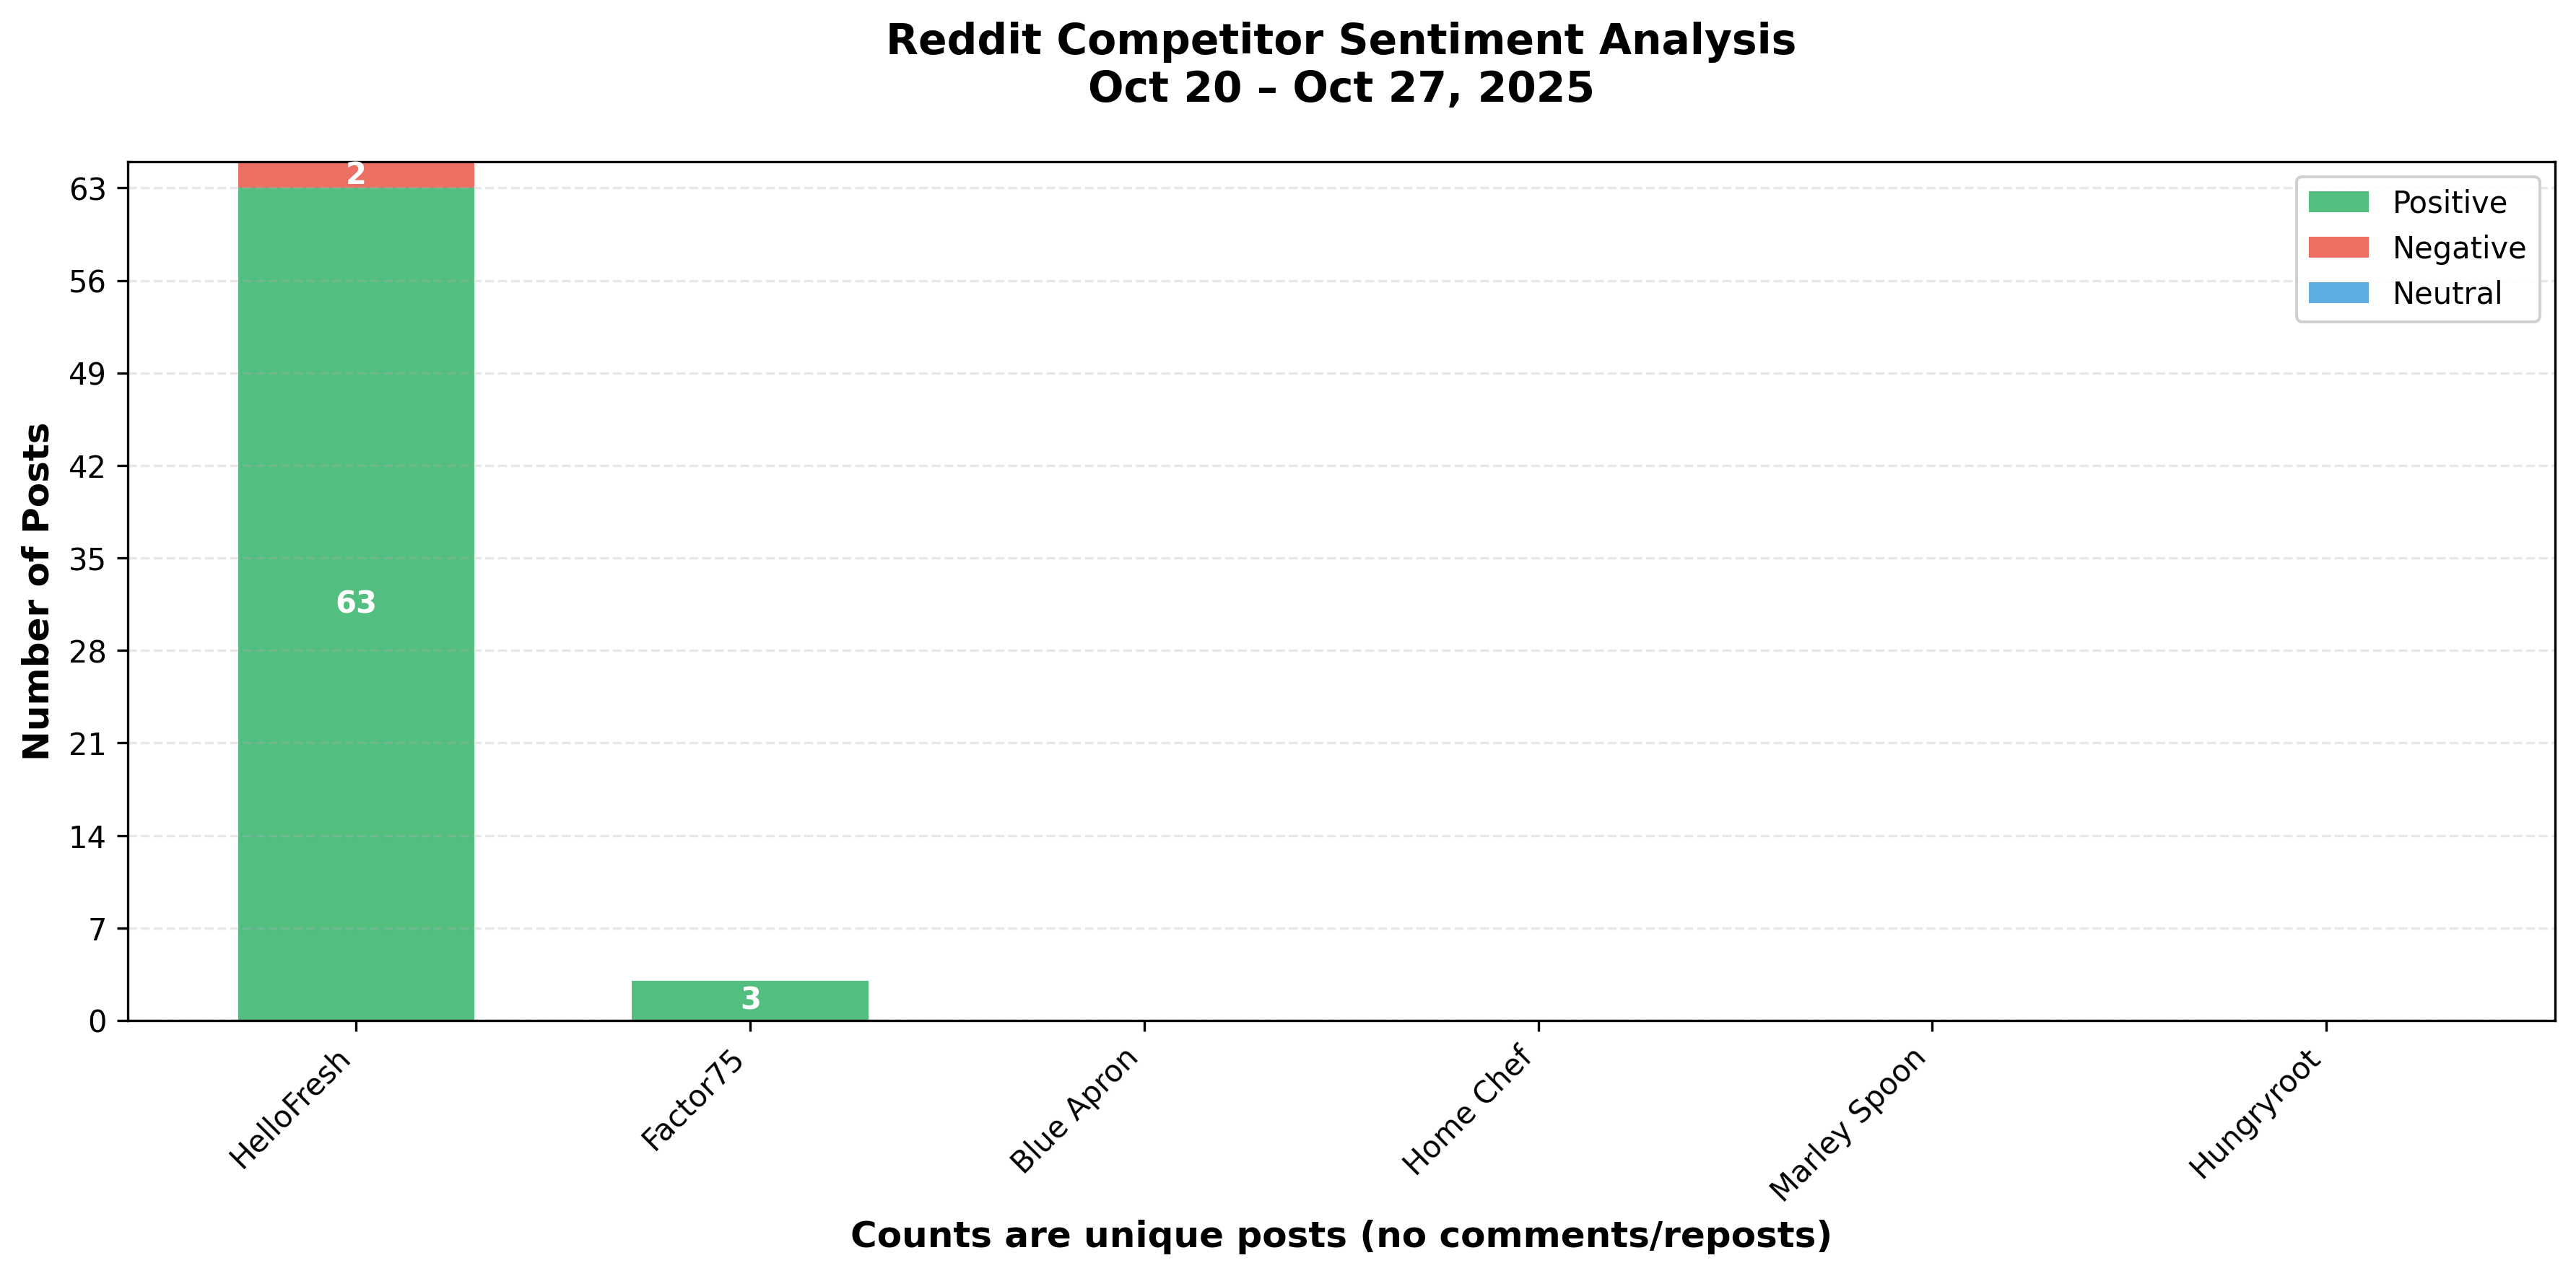 Reddit Competitor Sentiment Analysis
Oct 20 – Oct 27, 2025
Number of Posts
63
56
49
42
35
28
21
14
7
0
2
63
3
Positive
Negative
Neutral
HelloFresh
Factor75
Blue Apron
Home Chef
Marley Spoon
Hungryroot
Counts are unique posts (no comments/reposts)